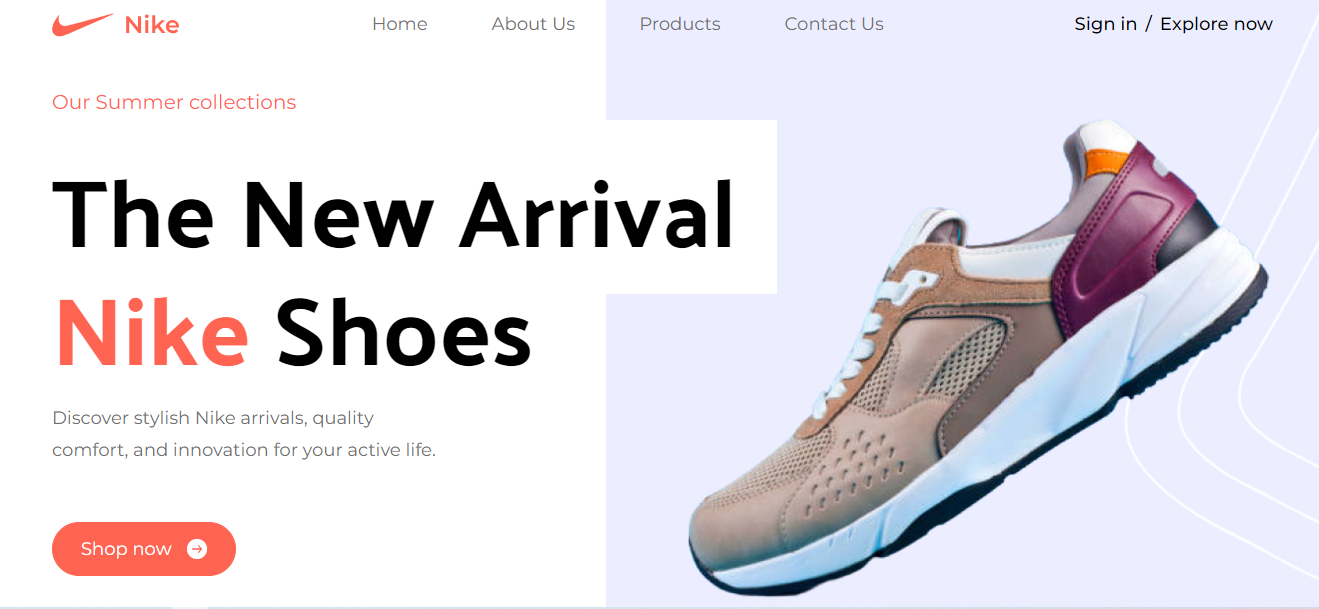 Nike
Home
About Us
Products
Contact Us
Sign in / Explore now
Our Summer collections
The New Arrival
Nike Shoes
Discover stylish Nike arrivals, quality
comfort, and innovation for your active life.
Shop now